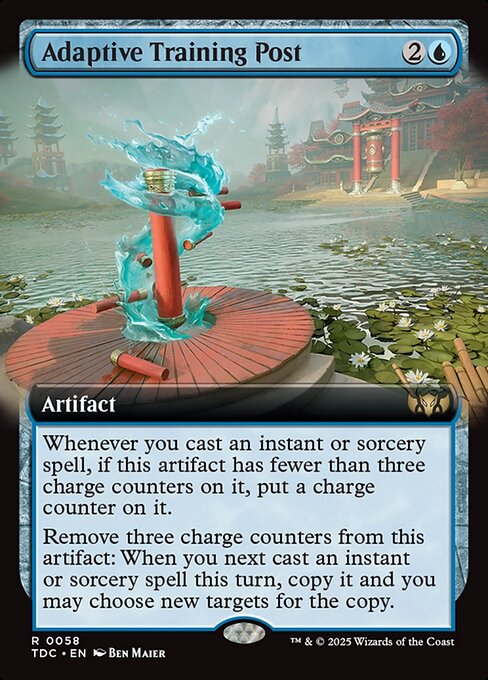 Adaptive Training Post 2
Artifact
Whenever you cast an instant or sorcery
spell, if this artifact has fewer than three
charge counters on it, put a charge
counter on it.
Remove three charge counters from this
artifact: When you next cast an instant
or sorcery spell this turn, copy it and you
may choose new targets for the copy.
R 0058
TDC • EN Ben Maier
™ & © 2025 Wizards of the Coast